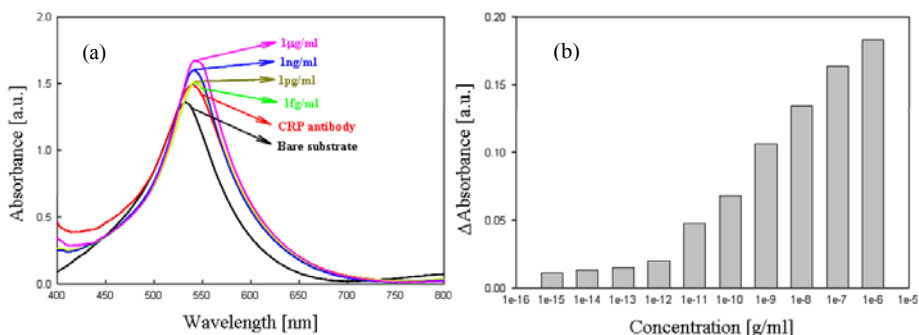 (a)
Absorbance [a.u.]
2.0
1.5
1.0
0.5
0.0
1μg/ml
1ng/ml
1pg/ml
1fg/ml
CRP antibody
Bare substrate
400 450 500 550 600 650 700 750 800
Wavelength [nm]
(b)
ΔAbsorbance [a.u.]
0.20
0.15
0.10
0.05
0.00
1e-16 1e-15 1e-14 1e-13 1e-12 1e-11 1e-10 1e-9 1e-8 1e-7 1e-6 1e-5
Concentration [g/ml]